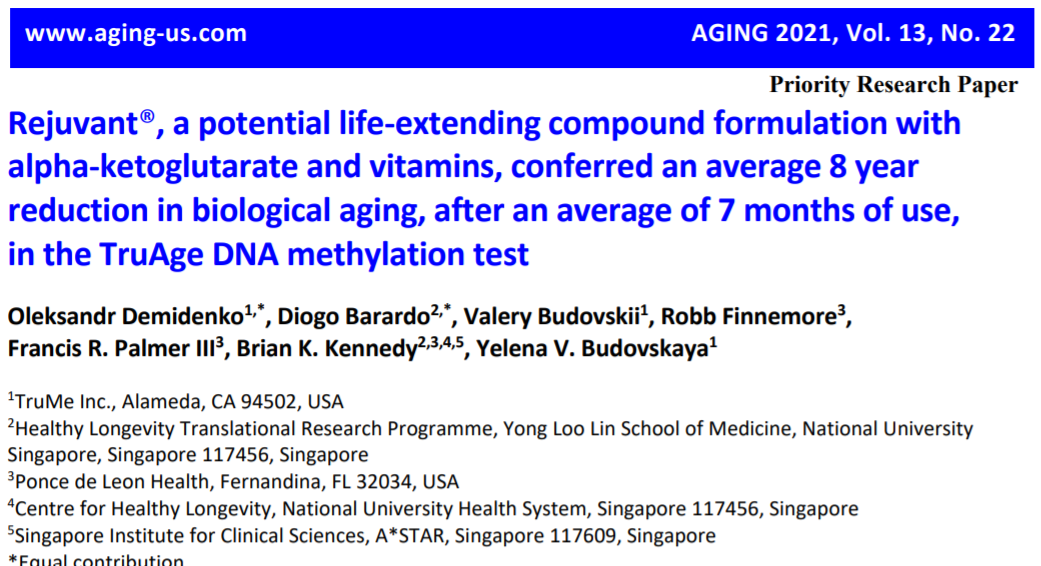 www.aging-us.com AGING 2021, Vol. 13, No. 22
Priority Research Paper
Rejuvant®, a potential life-extending compound formulation with
alpha-ketoglutarate and vitamins, conferred an average 8 year
reduction in biological aging, after an average of 7 months of use,
in the TruAge DNA methylation test
Oleksandr Demidenko1,*, Diogo Barardo2,*, Valery Budovskii1, Robb Finnemore3,
Francis R. Palmer III3, Brian K. Kennedy2,3,4,5, Yelena V. Budovskaya1
1TruMe Inc., Alameda, CA 94502, USA
2Healthy Longevity Translational Research Programme, Yong Loo Lin School of Medicine, National University
Singapore, Singapore 117456, Singapore
3Ponce de Leon Health, Fernandina, FL 32034, USA
4Centre for Healthy Longevity, National University Health System, Singapore 117456, Singapore
5Singapore Institute for Clinical Sciences, A*STAR, Singapore 117609, Singapore
*Equal contribution